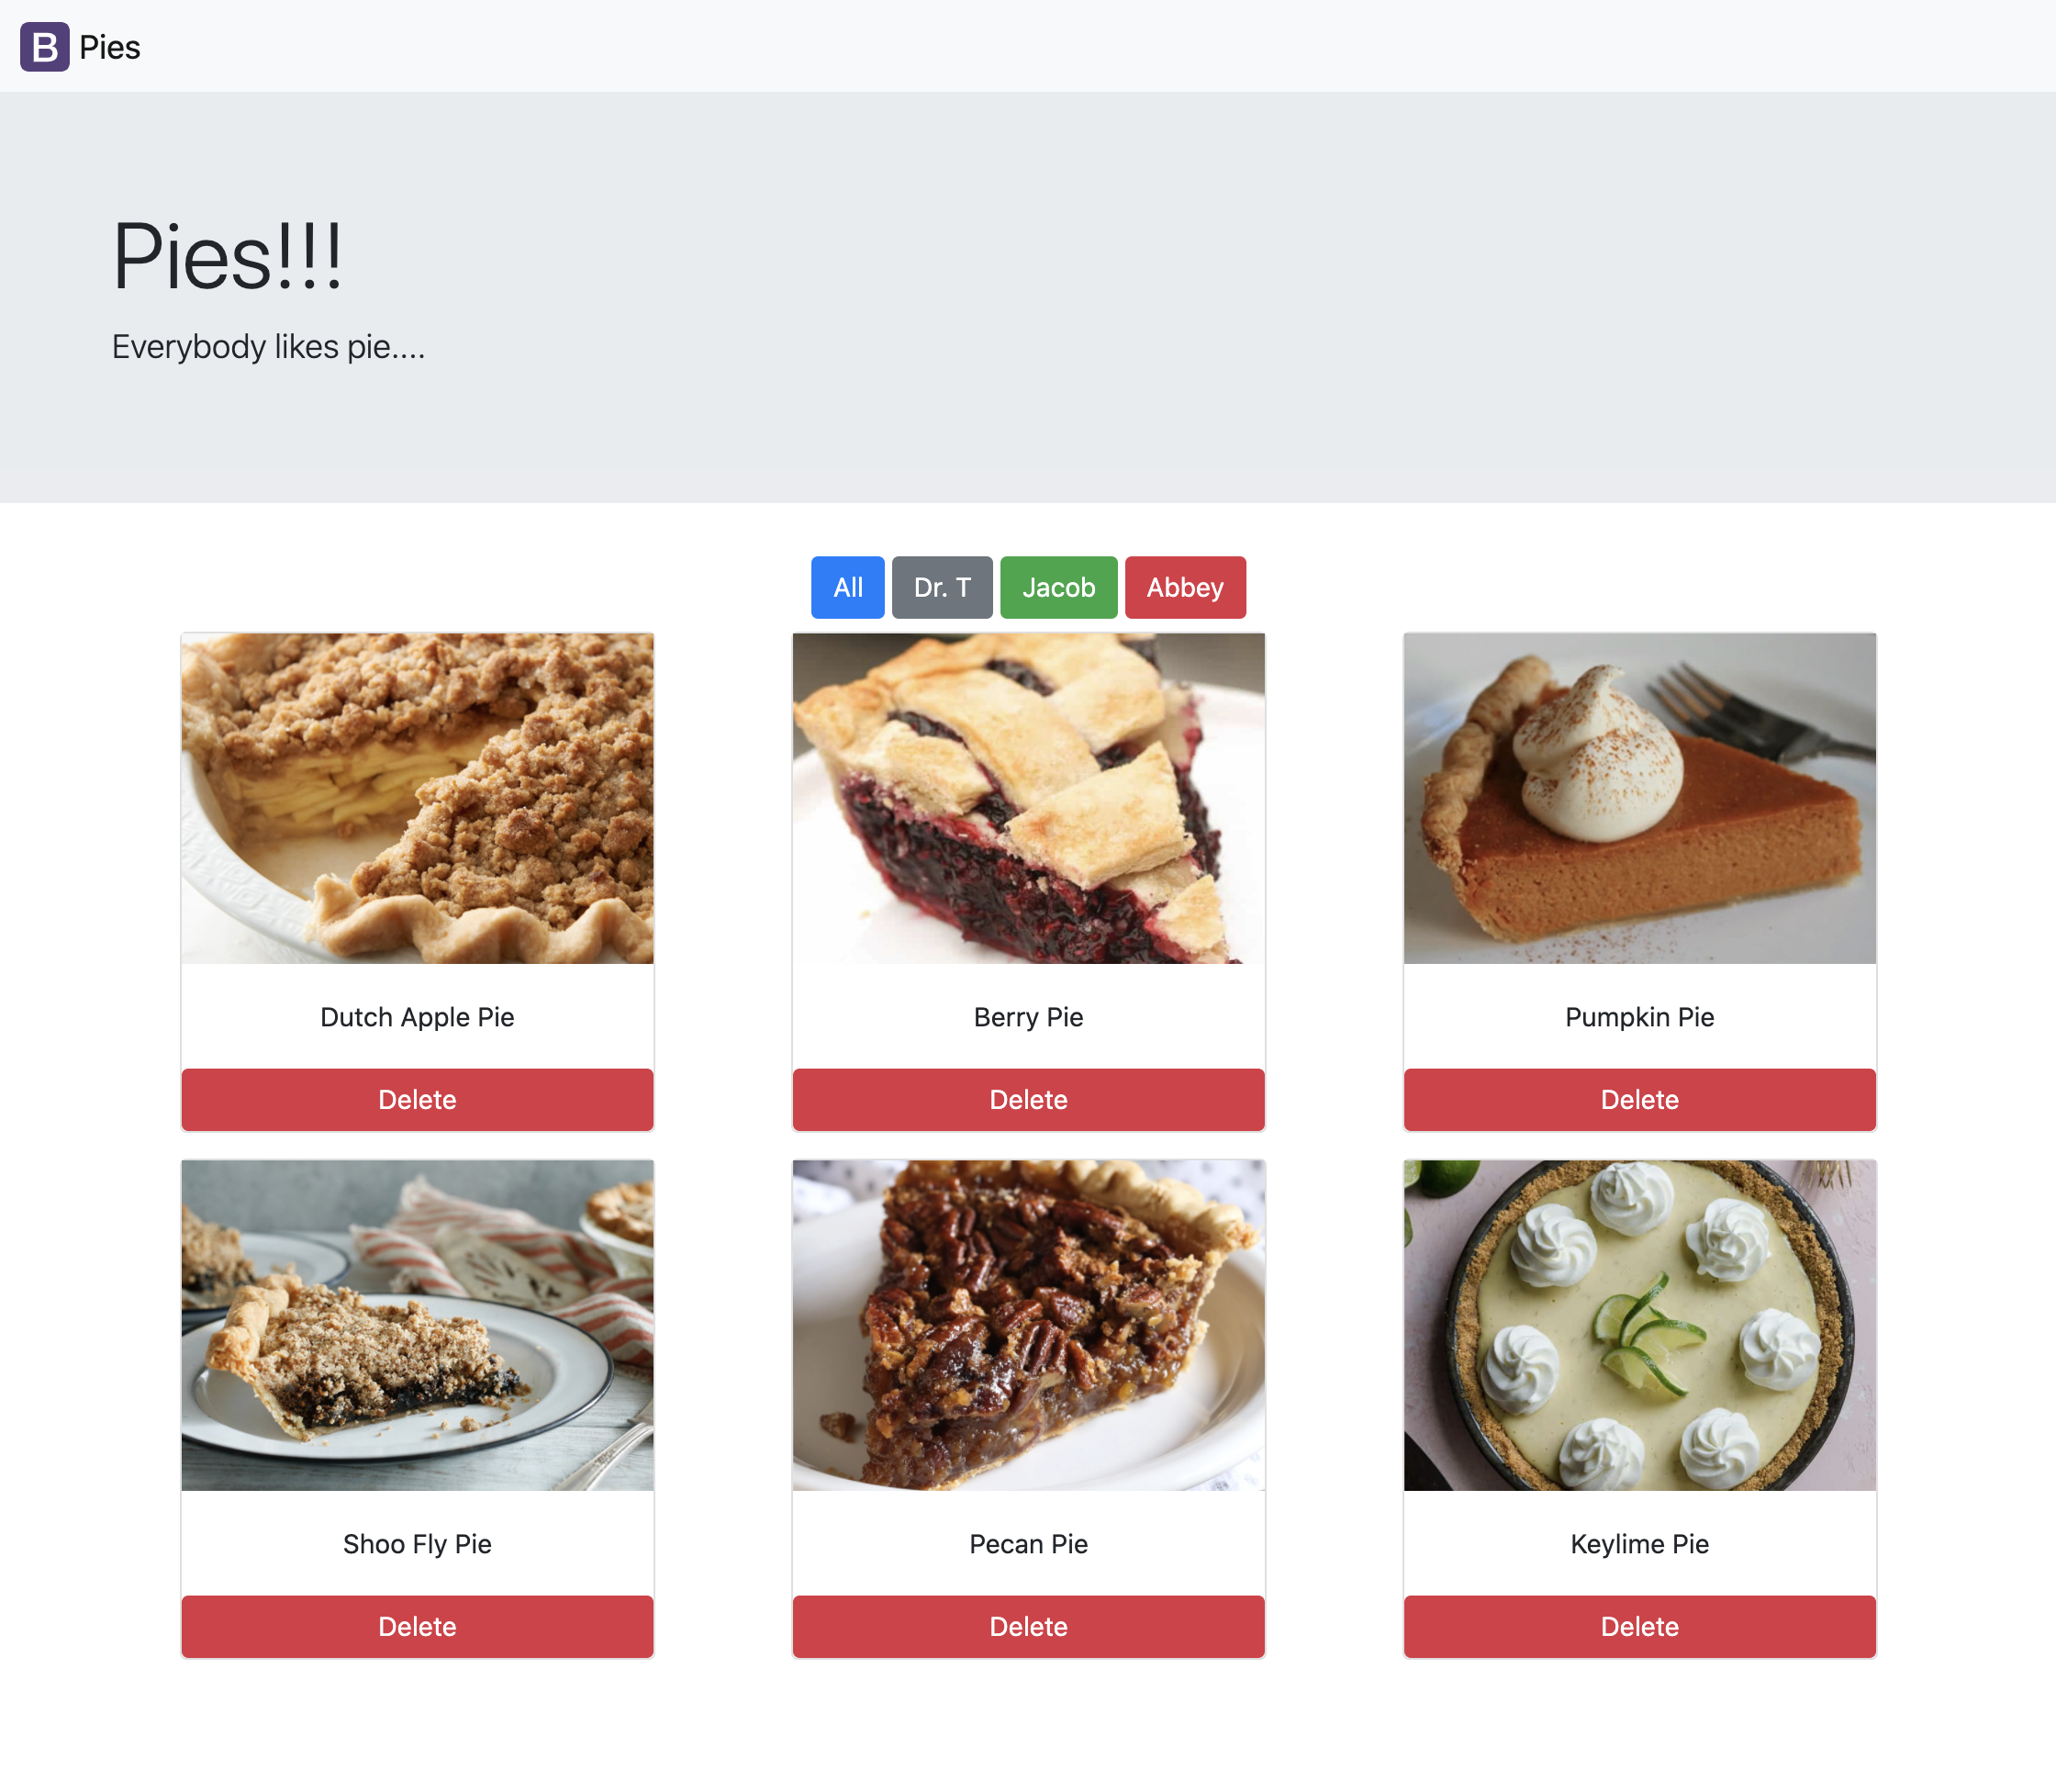 B Pies
Pies!!!
Everybody likes pie....
All Dr. T Jacob Abbey
Dutch Apple Pie Berry Pie Pumpkin Pie
Delete Delete Delete
Shoo Fly Pie Pecan Pie Keylime Pie
Delete Delete Delete